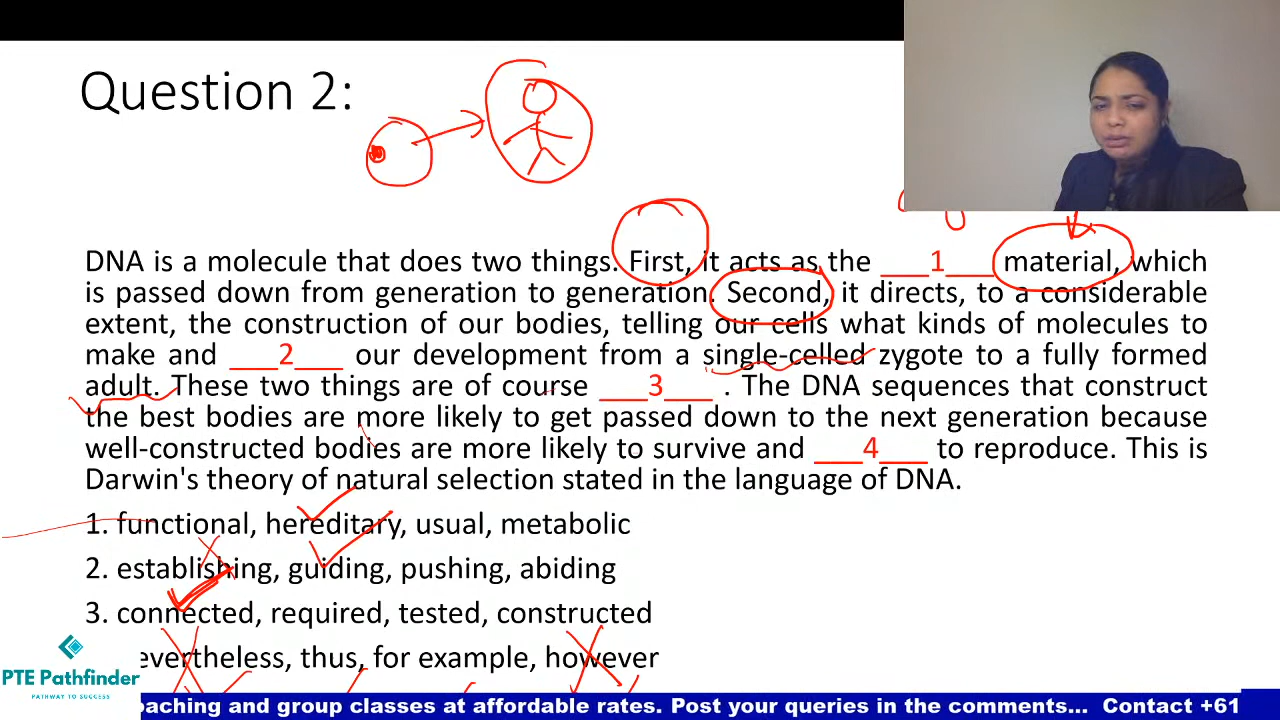 Question 2:
DNA is a molecule that does two things. First, it acts as the ___1___ material, which
is passed down from generation to generation. Second, it directs, to a considerable
extent, the construction of our bodies, telling our cells what kinds of molecules to
make and ___2___ our development from a single-celled zygote to a fully formed
adult. These two things are of course ___3___ . The DNA sequences that construct
the best bodies are more likely to get passed down to the next generation because
well-constructed bodies are more likely to survive and ___4___ to reproduce. This is
Darwin's theory of natural selection stated in the language of DNA.
1. functional, hereditary, usual, metabolic
2. establishing, guiding, pushing, abiding
3. connected, required, tested, constructed
evertheless, thus, for example, however
PTE Pathfinder
PATHWAY TO SUCCESS
oaching and group classes at affordable rates. Post your queries in the comments... Contact +61